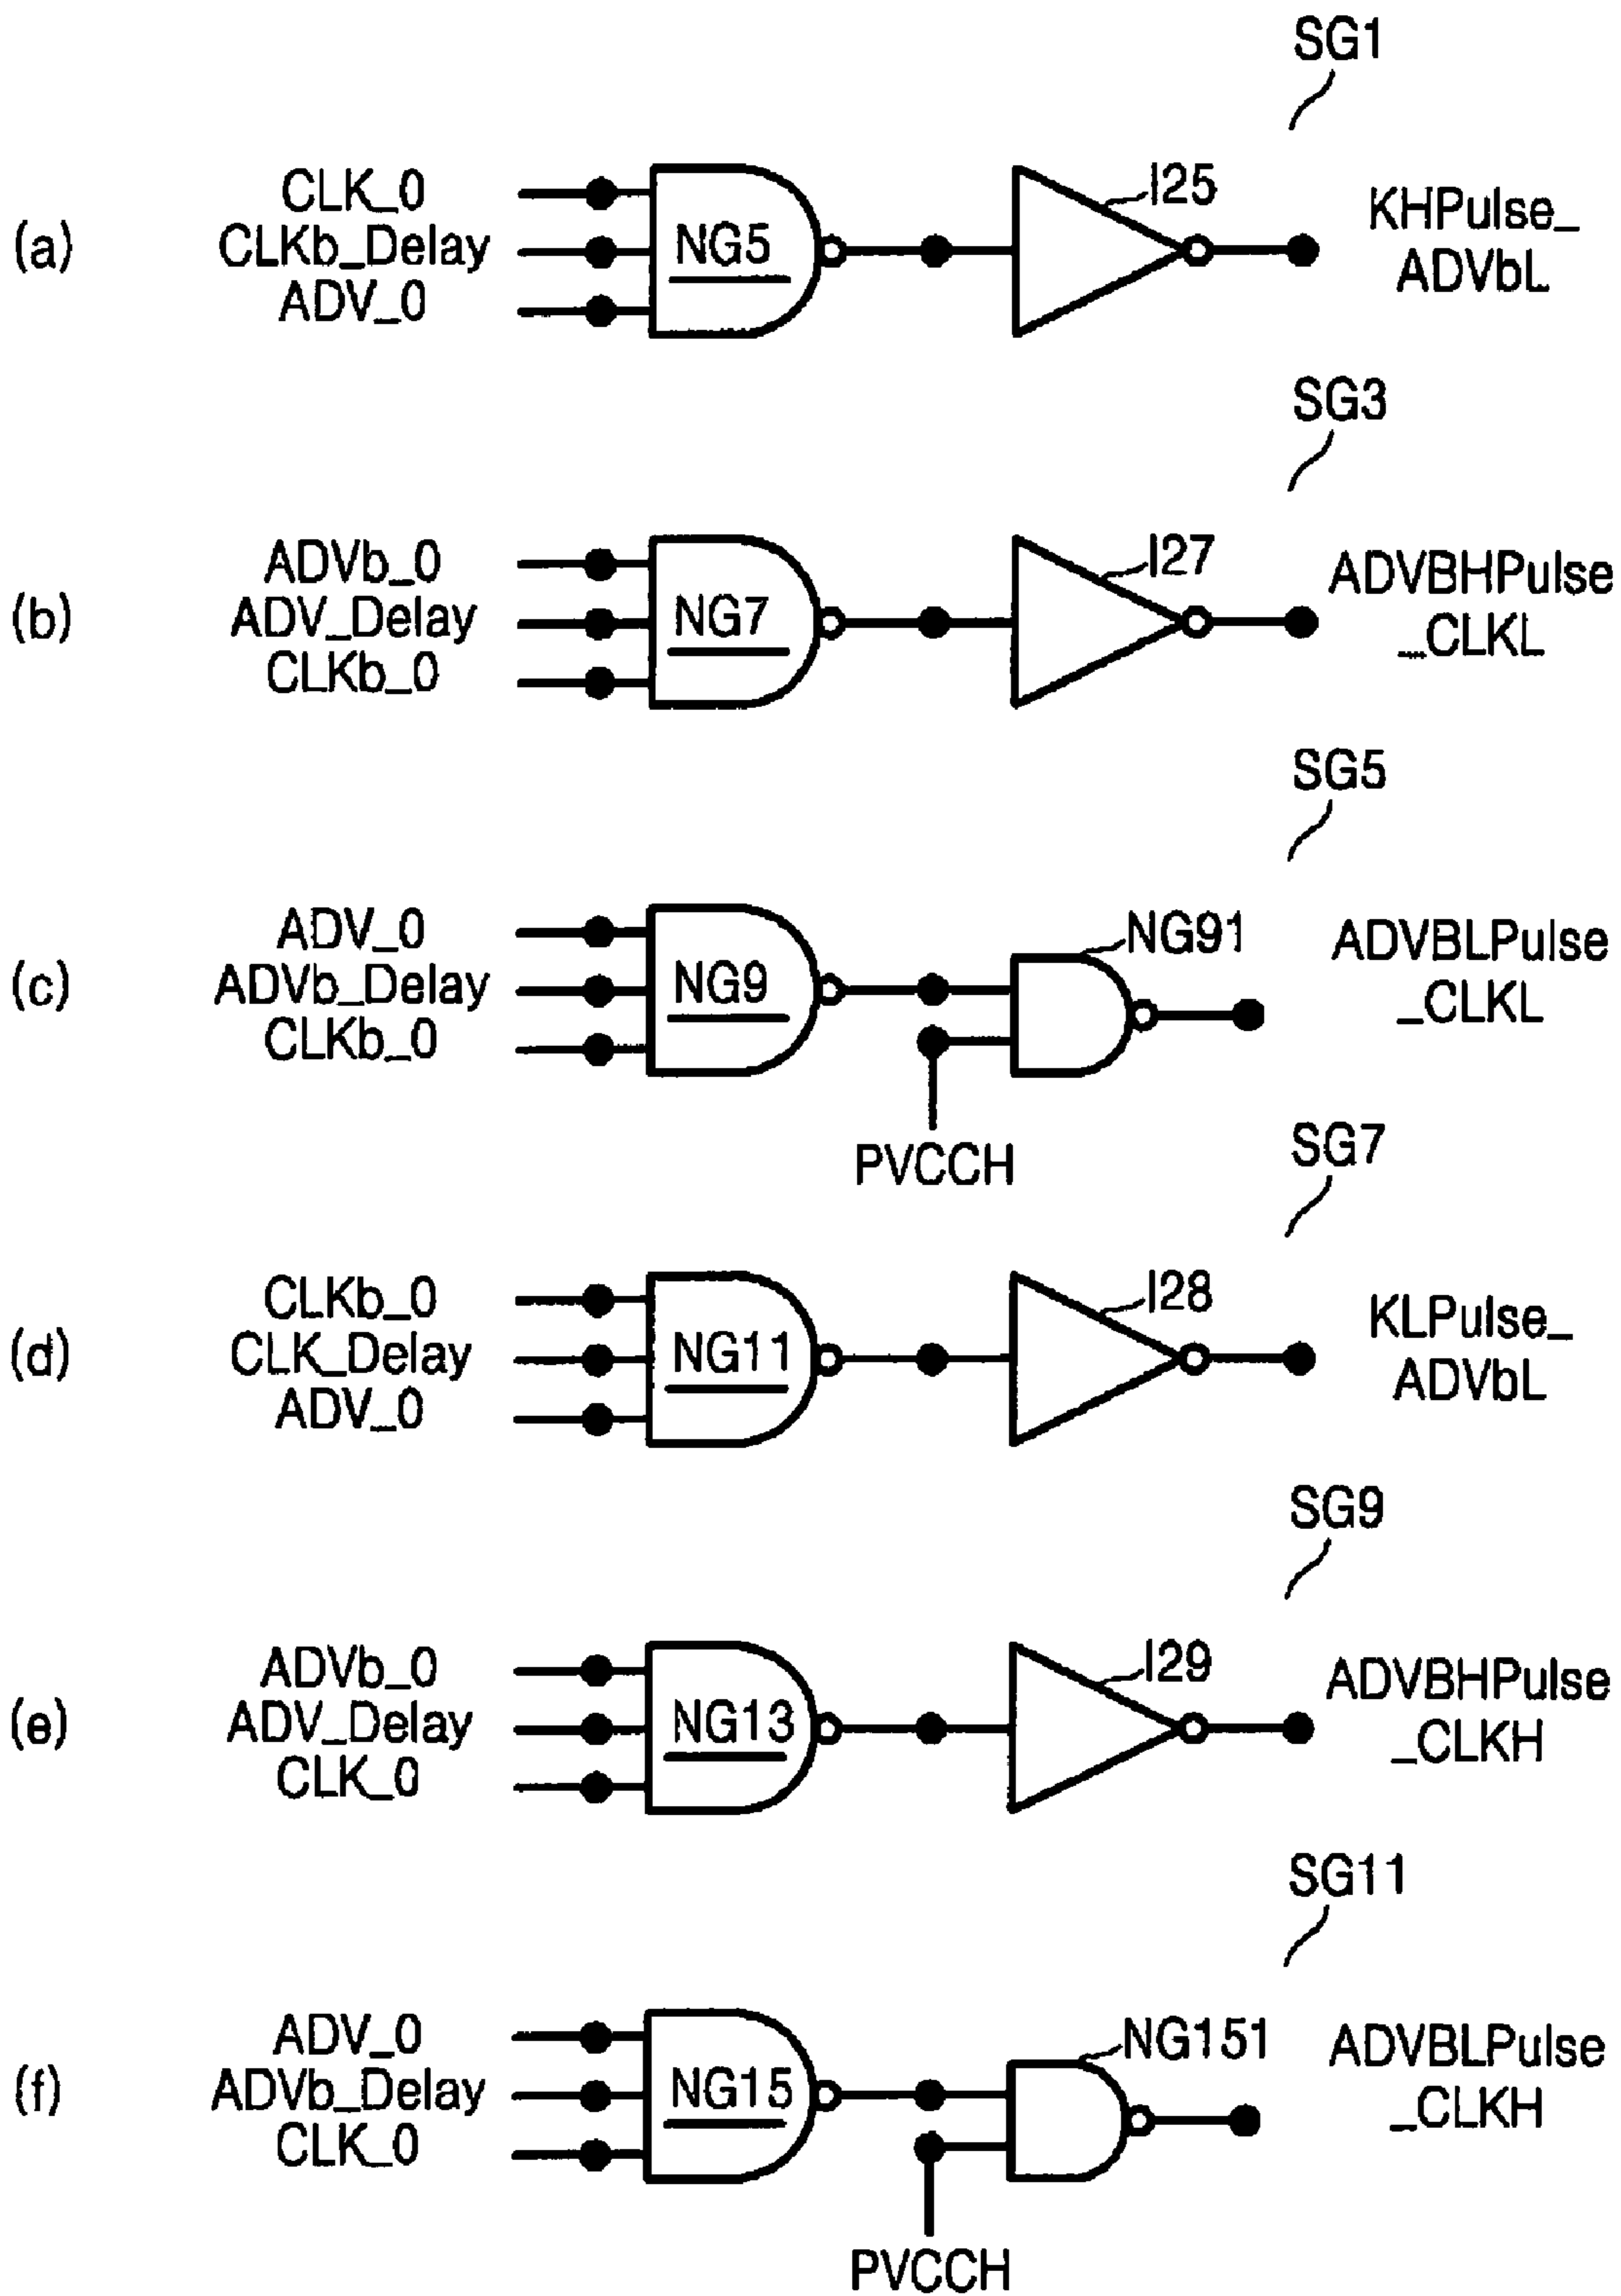 SG1
(a)
CLK_0
CLKb_Delay
ADV_0
NG5
I25
KHPulse_
ADVbL
SG3
(b)
ADVb_0
ADV_Delay
CLKb_0
NG7
I27
ADVBHPulse
_CLKL
SG5
(c)
ADV_0
ADVb_Delay
CLKb_0
NG9
NG91
PVCCH
ADVBLPulse
_CLKL
SG7
(d)
CLKb_0
CLK_Delay
ADV_0
NG11
I28
KLPulse_
ADVbL
SG9
(e)
ADVb_0
ADV_Delay
CLK_0
NG13
I29
ADVBHPulse
_CLKH
SG11
(f)
ADV_0
ADVb_Delay
CLK_0
NG15
NG151
PVCCH
ADVBLPulse
_CLKH